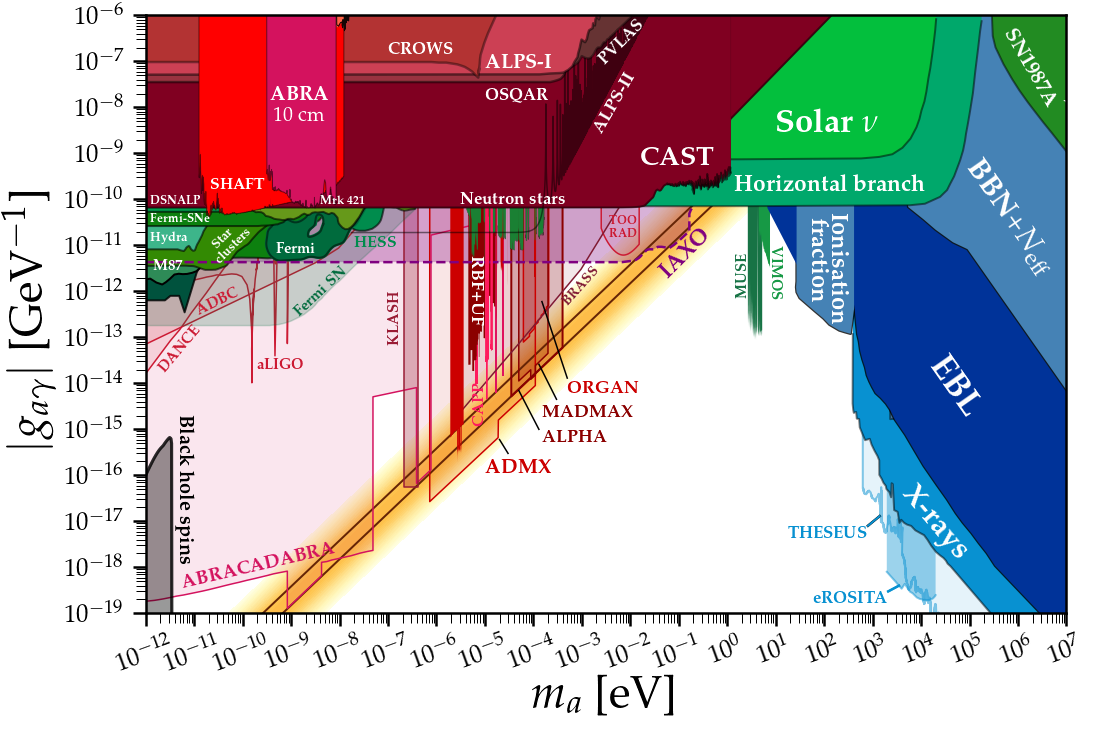 10⁻⁶
10⁻⁷
10⁻⁸
10⁻⁹
10⁻¹⁰
10⁻¹¹
10⁻¹²
10⁻¹³
10⁻¹⁴
10⁻¹⁵
10⁻¹⁶
10⁻¹⁷
10⁻¹⁸
10⁻¹⁹
|g_{aγ}| [GeV⁻¹]
CROWS
ALPS-I
PVLAS
OSQAR
ALPS-II
ABRA
10 cm
SHAFT
CAST
Solar ν
Horizontal branch
SN1987A
BBN+N_{eff}
DSNALP
Mrk 421
Neutron stars
Fermi-SNe
Hydra
Star
clusters
Fermi
HESS
M87
TOO
RAD
IAXO
MUSE
VIMOS
Ionisation
fraction
EBL
X-rays
THESEUS
eROSITA
Fermi SN
ADBC
DANCE
aLIGO
KLASH
RBF+UF
CAPP
BRASS
ORGAN
MADMAX
ALPHA
ADMX
Black hole spins
ABRACADABRA
10⁻¹² 10⁻¹¹ 10⁻¹⁰ 10⁻⁹ 10⁻⁸ 10⁻⁷ 10⁻⁶ 10⁻⁵ 10⁻⁴ 10⁻³ 10⁻² 10⁻¹ 10⁰ 10¹ 10² 10³ 10⁴ 10⁵ 10⁶ 10⁷
m_a [eV]